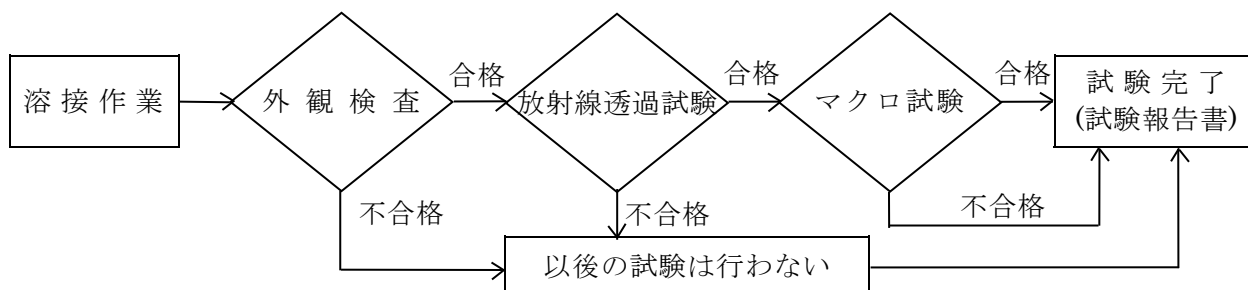 溶接作業
外観検査
合格
放射線透過試験
合格
マクロ試験
合格
試験完了
(試験報告書)
不合格
不合格
不合格
以後の試験は行わない